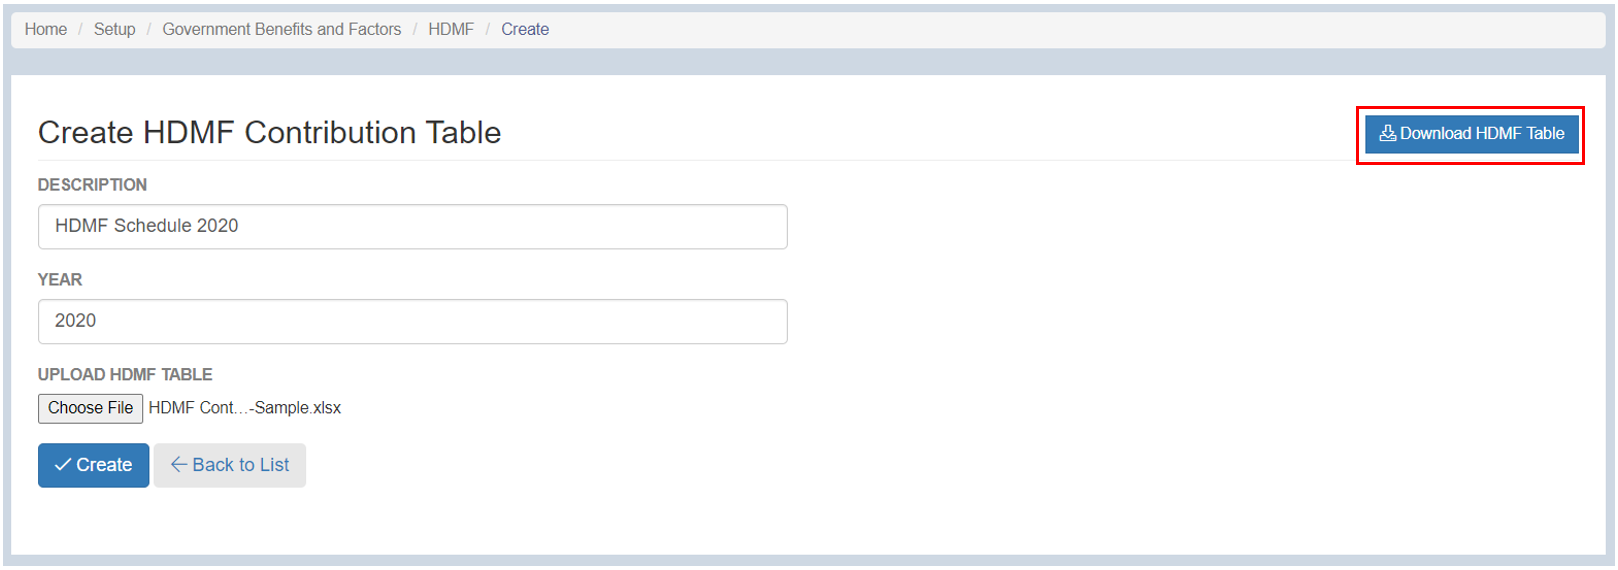 Home / Setup / Government Benefits and Factors / HDMF / Create
Create HDMF Contribution Table
Download HDMF Table
DESCRIPTION
HDMF Schedule 2020
YEAR
2020
UPLOAD HDMF TABLE
Choose File HDMF Cont...-Sample.xlsx
Create Back to List